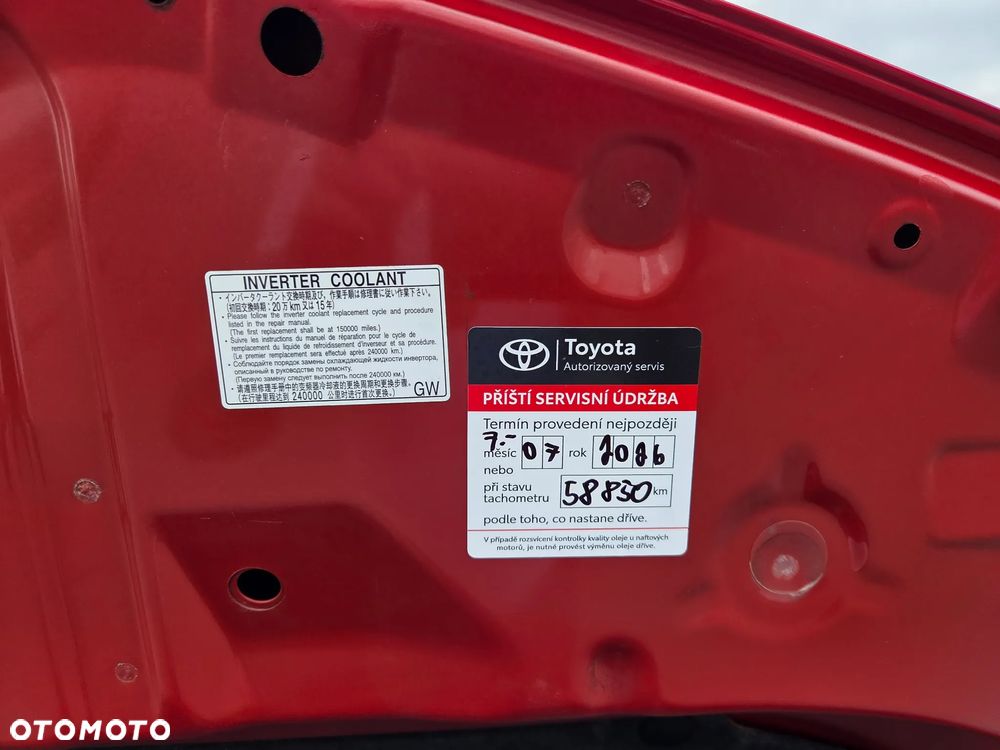 INVERTER COOLANT
・インバータクーラント交換時期及び、作業手順は修理書に従い作業下さい。
(初回交換時期:20万km又は15年)
・Please follow the inverter coolant replacement cycle and procedure
listed in the repair manual.
(The first replacement shall be at 150000 miles.)
・Suivre les instructions du manuel de réparation pour le cycle de
remplacement du liquide de refroidissement d'inverseur et sa procédure.
(Le premier remplacement sera effectué après 240000 km.)
・Соблюдайте порядок замены охлаждающей жидкости инвертора,
описанный в руководстве по ремонту.
(Первую замену следует выполнить после 240000 км.)
・请遵照修理手册中的变频器冷却液的更换周期和更换步骤。
(在行驶里程达到 240000 公里时进行首次更换。)
GW
Toyota
Autorizovaný servis
PŘÍŠTÍ SERVISNÍ ÚDRŽBA
Termín provedení nejpozději
7.-
měsíc 07 rok 2026
nebo
při stavu
tachometru 58850 km
podle toho, co nastane dříve.
V případě rozsvícení kontrolky kvality oleje u naftových
motorů, je nutné provést výměnu oleje dříve.
OTOMOTO